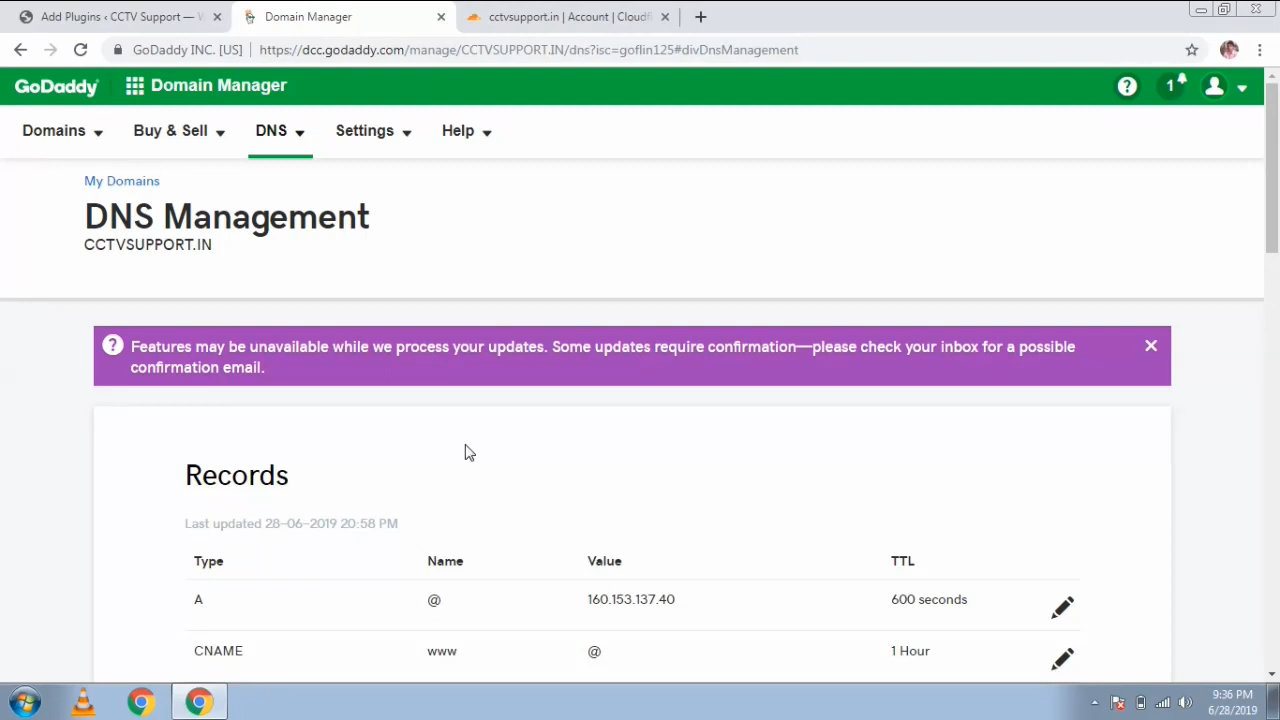 Add Plugins ‹ CCTV Support — W
Domain Manager
cctvsupport.in | Account | Cloudfl
GoDaddy INC. [US]
https://dcc.godaddy.com/manage/CCTVSUPPORT.IN/dns?isc=goflin125#divDnsManagement
GoDaddy
Domain Manager
?
1
Domains
Buy & Sell
DNS
Settings
Help
My Domains
DNS Management
CCTVSUPPORT.IN
? Features may be unavailable while we process your updates. Some updates require confirmation—please check your inbox for a possible
confirmation email.
Records
Last updated 28-06-2019 20:58 PM
Type Name Value TTL
A @ 160.153.137.40 600 seconds
CNAME www @ 1 Hour
9:36 PM
6/28/2019